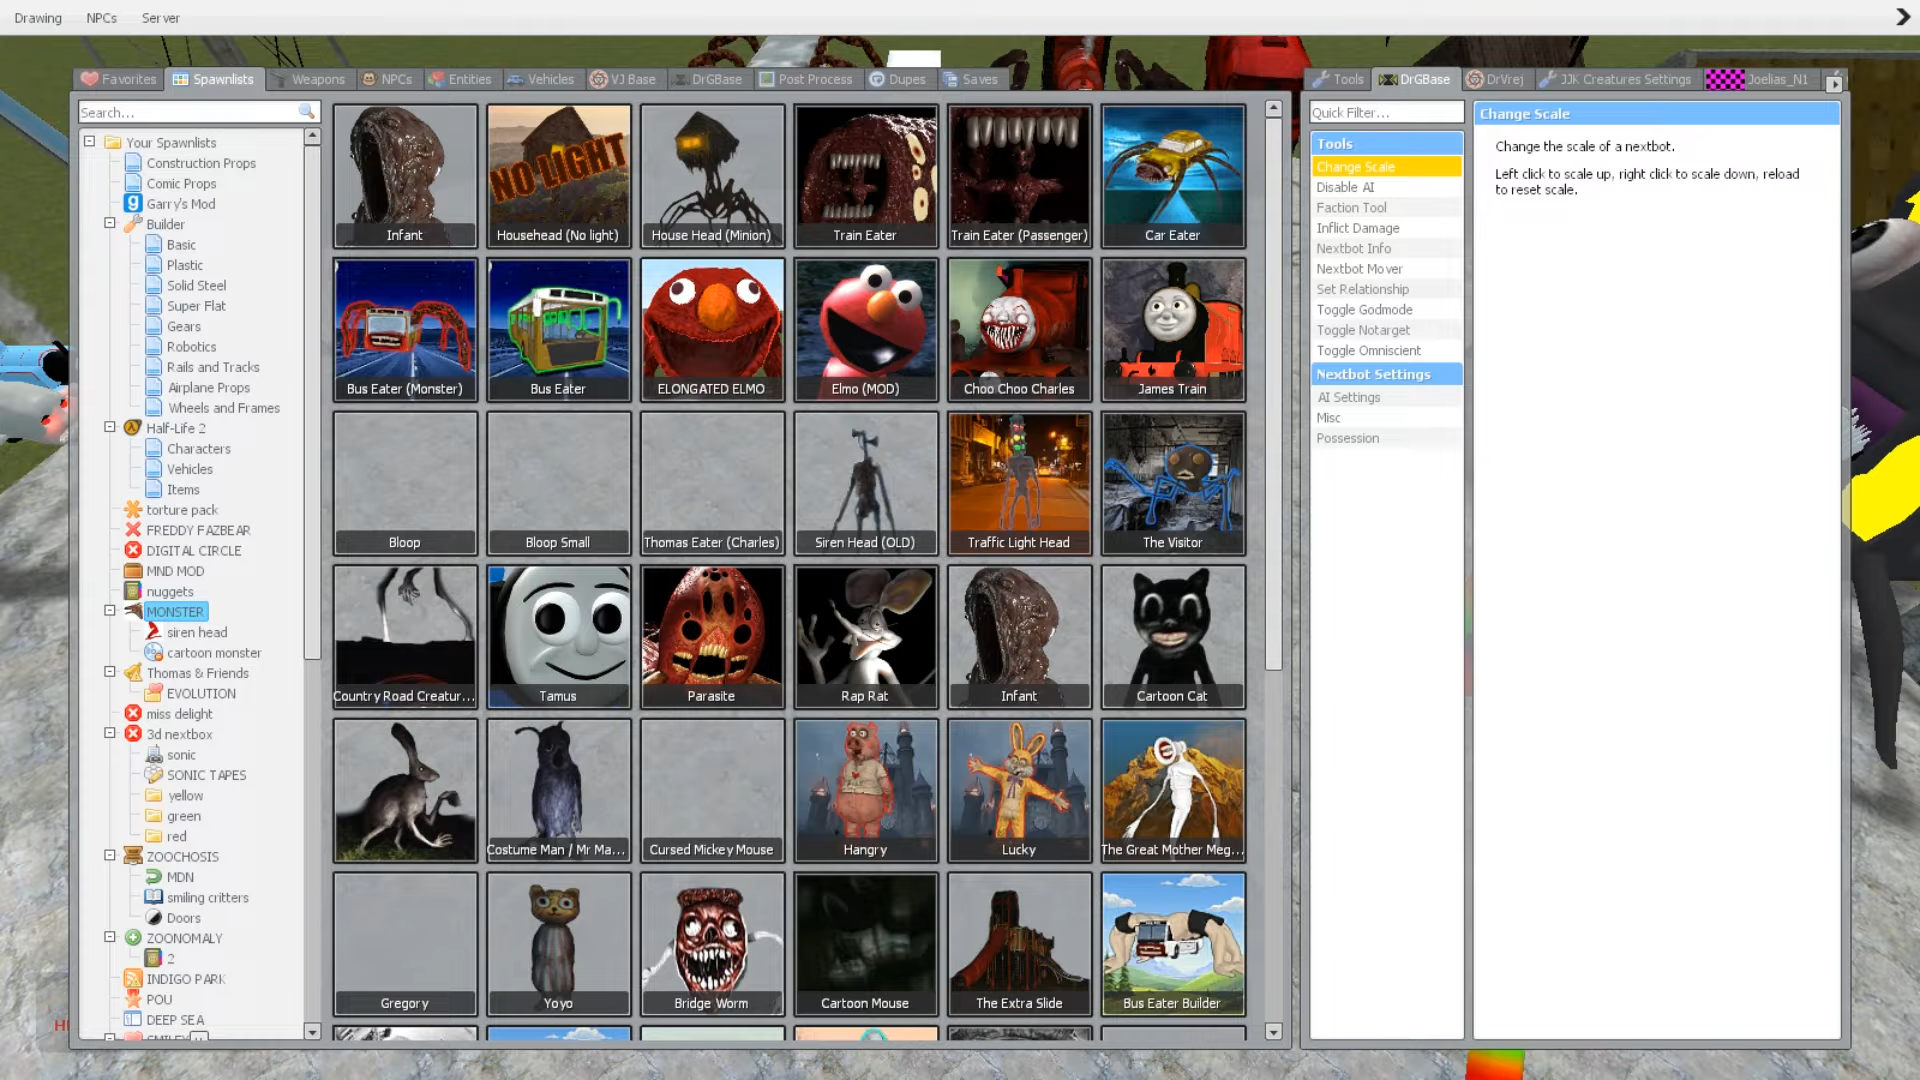 Drawing NPCs Server
Favorites Spawnlists Weapons NPCs Entities Vehicles VJ Base DrGBase Post Process Dupes Saves
Tools DrGBase DrVrej JJK Creatures Settings Joelias_N1
Search...
Your Spawnlists
Construction Props
Comic Props
Garry's Mod
Builder
Basic
Plastic
Solid Steel
Super Flat
Gears
Robotics
Rails and Tracks
Airplane Props
Wheels and Frames
Half-Life 2
Characters
Vehicles
Items
torture pack
FREDDY FAZBEAR
DIGITAL CIRCLE
MND MOD
nuggets
MONSTER
siren head
cartoon monster
Thomas & Friends
EVOLUTION
miss delight
3d nextbox
sonic
SONIC TAPES
yellow
green
red
ZOOCHOSIS
MDN
smiling critters
Doors
ZOONOMALY
2
INDIGO PARK
POU
DEEP SEA
NO LIGHT
Infant Househead (No light) House Head (Minion) Train Eater Train Eater (Passenger) Car Eater
Bus Eater (Monster) Bus Eater ELONGATED ELMO Elmo (MOD) Choo Choo Charles James Train
Bloop Bloop Small Thomas Eater (Charles) Siren Head (OLD) Traffic Light Head The Visitor
Country Road Creatur... Tamus Parasite Rap Rat Infant Cartoon Cat
Costume Man / Mr Ma... Cursed Mickey Mouse Hangry Lucky The Great Mother Meg...
Gregory Yoyo Bridge Worm Cartoon Mouse The Extra Slide Bus Eater Builder
Quick Filter...
Tools
Change Scale
Disable AI
Faction Tool
Inflict Damage
Nextbot Info
Nextbot Mover
Set Relationship
Toggle Godmode
Toggle Notarget
Toggle Omniscient
Nextbot Settings
AI Settings
Misc
Possession
Change Scale
Change the scale of a nextbot.
Left click to scale up, right click to scale down, reload
to reset scale.